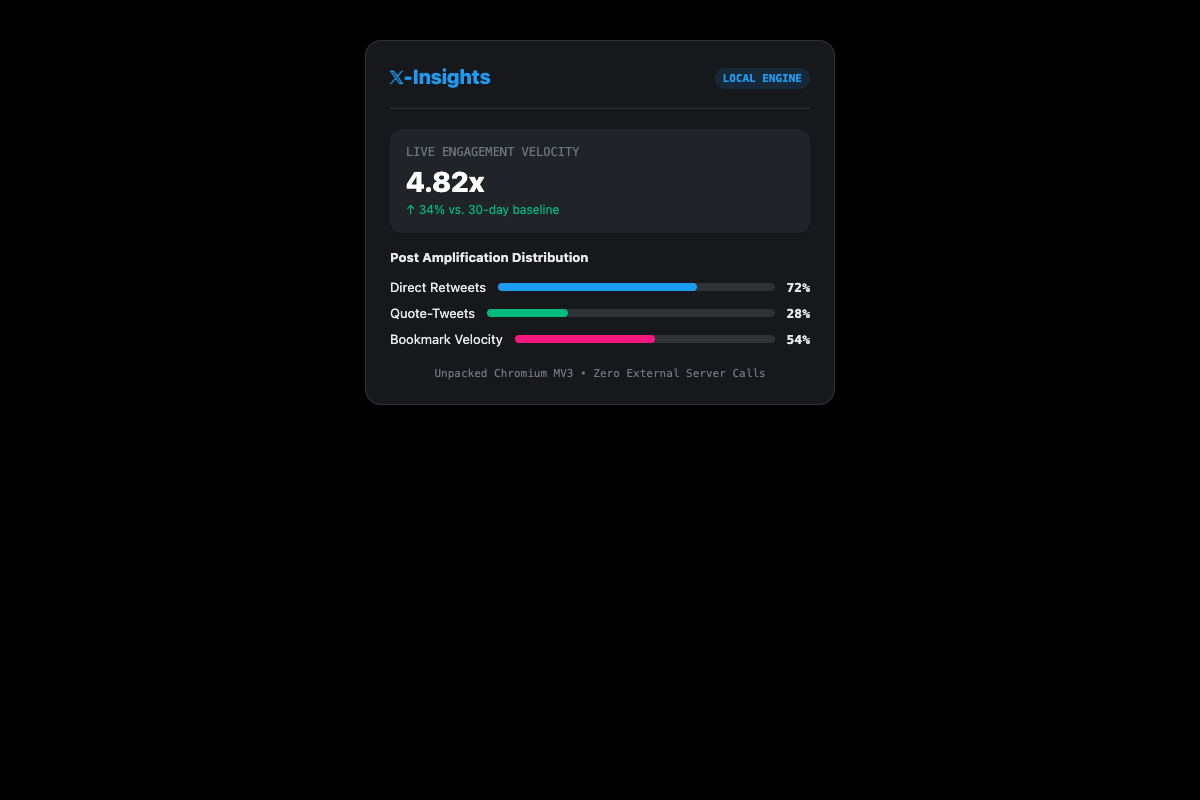 𝕏-Insights
LOCAL ENGINE
LIVE ENGAGEMENT VELOCITY
4.82x
↑ 34% vs. 30-day baseline
Post Amplification Distribution
Direct Retweets 72%
Quote-Tweets 28%
Bookmark Velocity 54%
Unpacked Chromium MV3 • Zero External Server Calls